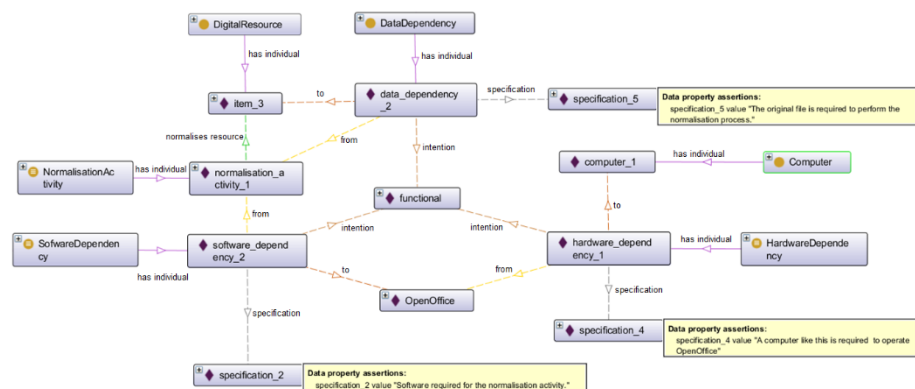 DigitalResource
DataDependency
has individual
has individual
item_3
to
data_dependency
_2
specification
specification_5
Data property assertions:
specification_5 value "The original file is required to perform the
normalisation process."
normalises resource
from
intention
computer_1
has individual
Computer
NormalisationAc
tivity
has individual
normalisation_a
ctivity_1
functional
to
from
intention
intention
SofwareDepend
ency
has individual
software_depend
ency_2
hardware_depe
ndency_1
has individual
HardwareDepende
ncy
to
from
OpenOffice
specification
specification
specification_4
Data property assertions:
specification_4 value "A computer like this is required to operate
OpenOffice"
specification_2
Data property assertions:
specification_2 value "Software required for the normalisation activity."